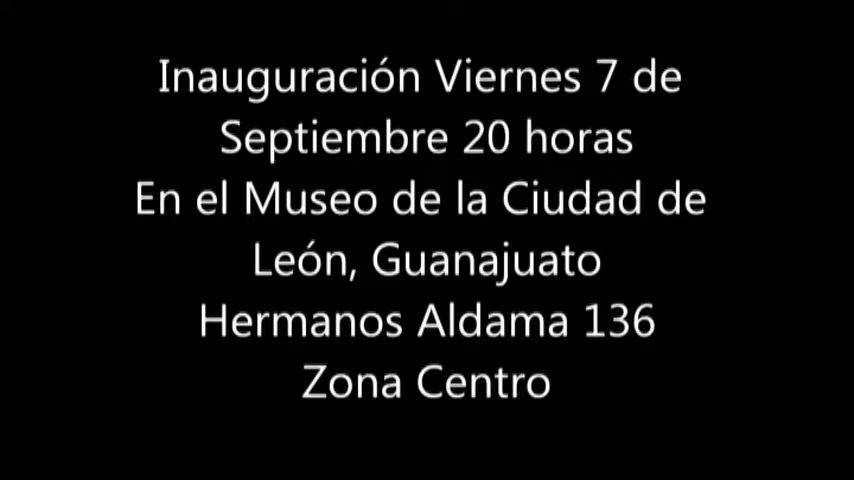 Inauguración Viernes 7 de
Septiembre 20 horas
En el Museo de la Ciudad de
León, Guanajuato
Hermanos Aldama 136
Zona Centro